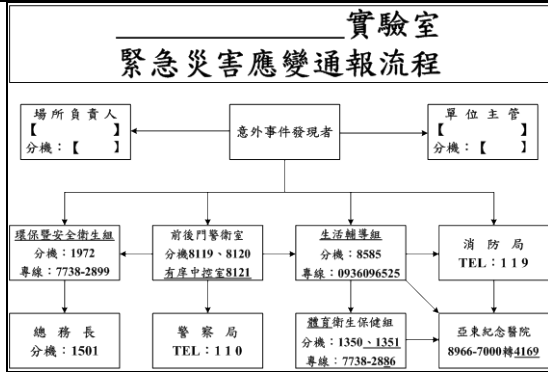 實驗室
緊急災害應變通報流程
場所負責人
【 】
分機：【 】
意外事件發現者
單位主管
【 】
分機：【 】
環保暨安全衛生組
分機：1972
專線：7738-2899
前後門警衛室
分機8119、8120
有庠中控室8121
生活輔導組
分機：8585
專線：0936096525
消防局
TEL：119
總務長
分機：1501
警察局
TEL：110
體育衛生保健組
分機：1350、1351
專線：7738-2886
亞東紀念醫院
8966-7000轉4169